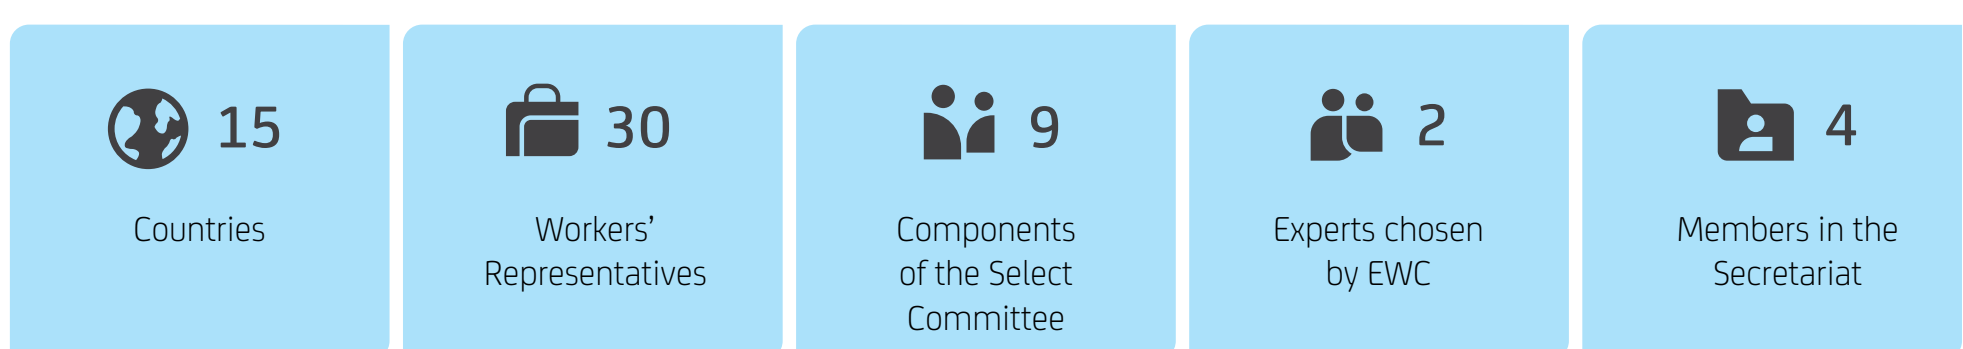 15
Countries
30
Workers’
Representatives
9
Components
of the Select
Committee
2
Experts chosen
by EWC
4
Members in the
Secretariat